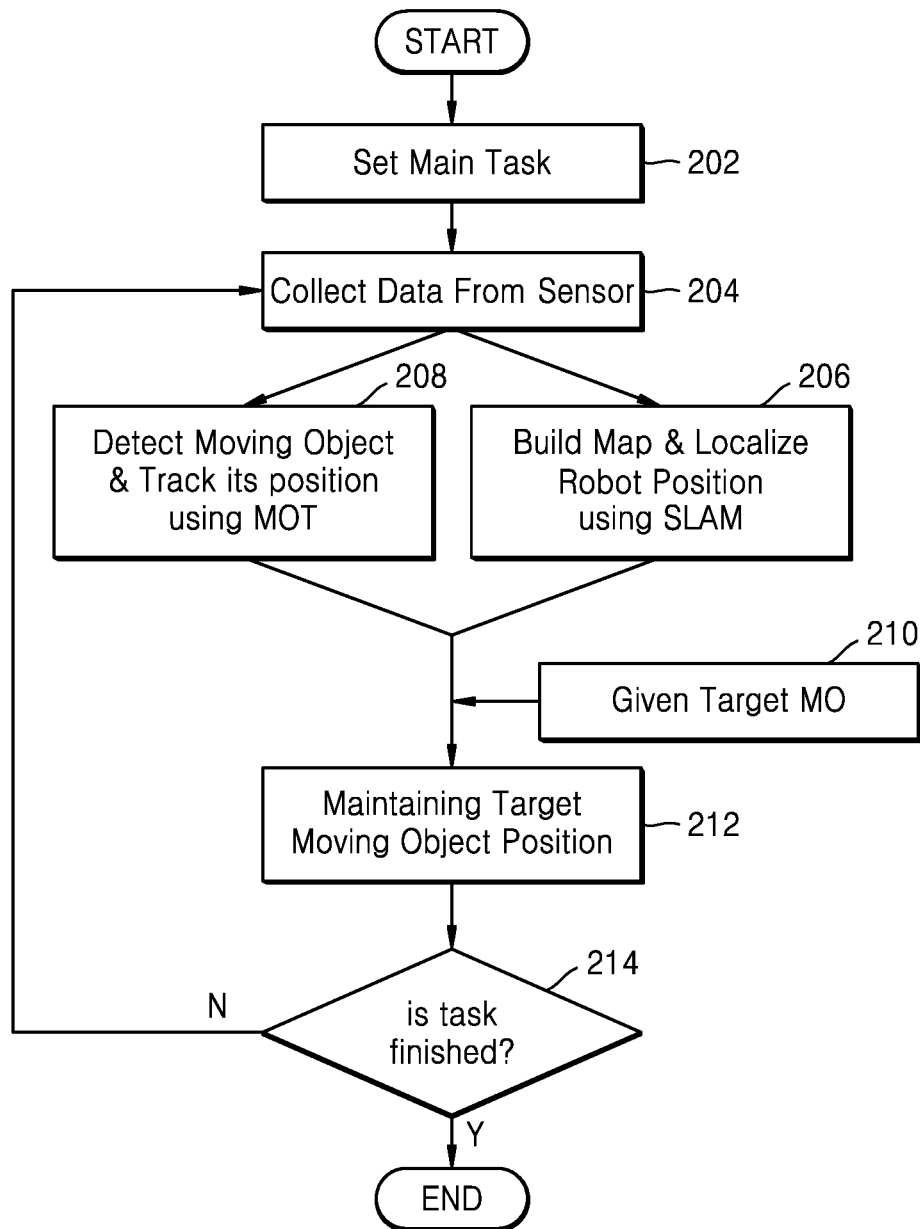 START
Set Main Task
202
Collect Data From Sensor
204
208
Detect Moving Object
& Track its position
using MOT
206
Build Map & Localize
Robot Position
using SLAM
210
Given Target MO
Maintaining Target
Moving Object Position
212
214
N
is task
finished?
Y
END